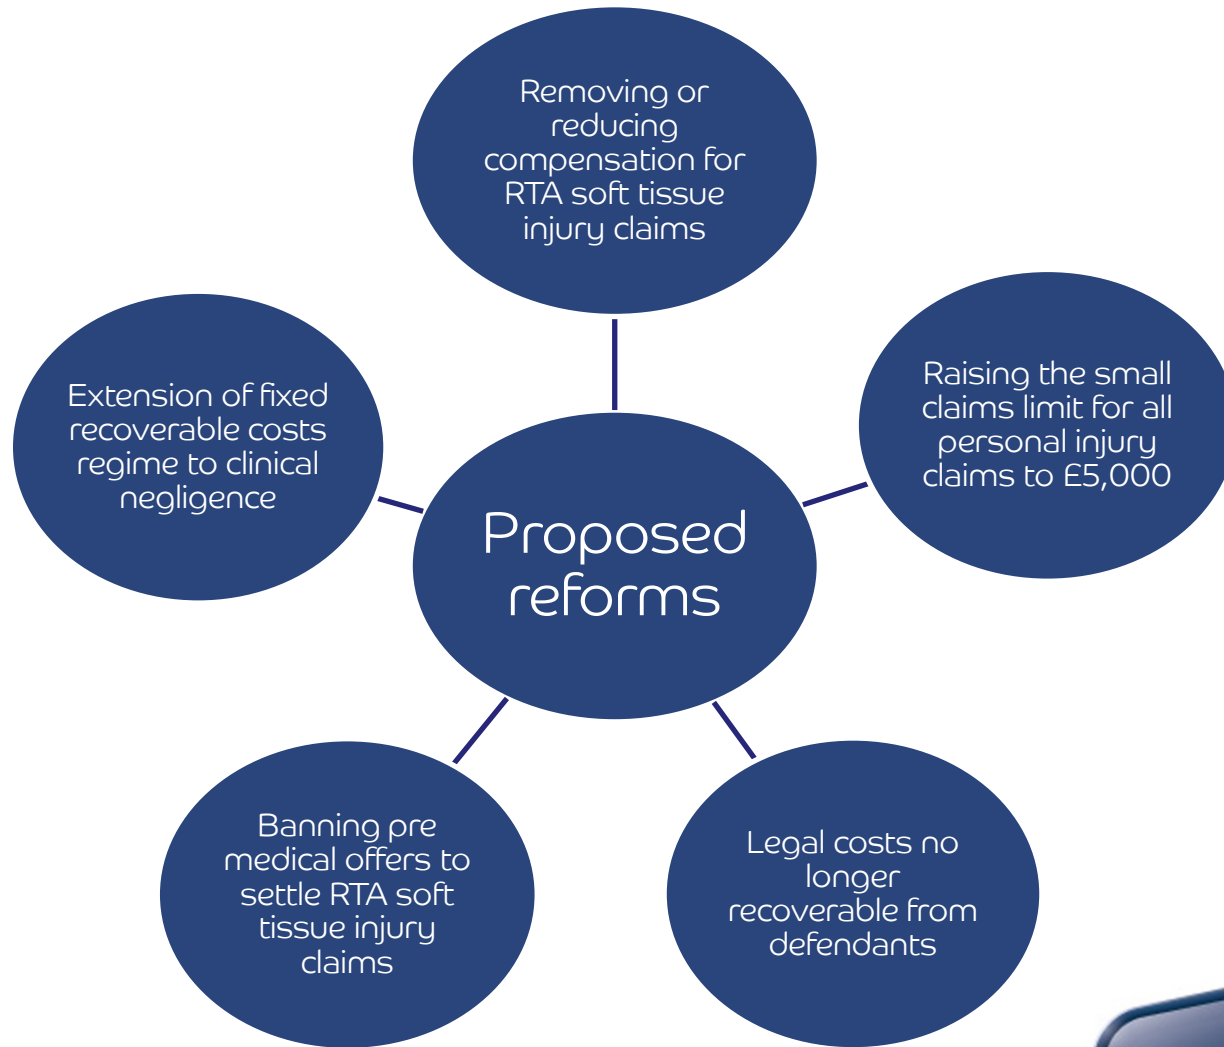 Removing or
reducing
compensation for
RTA soft tissue
injury claims
Raising the small
claims limit for all
personal injury
claims to £5,000
Extension of fixed
recoverable costs
regime to clinical
negligence
Proposed
reforms
Banning pre
medical offers to
settle RTA soft
tissue injury
claims
Legal costs no
longer
recoverable from
defendants